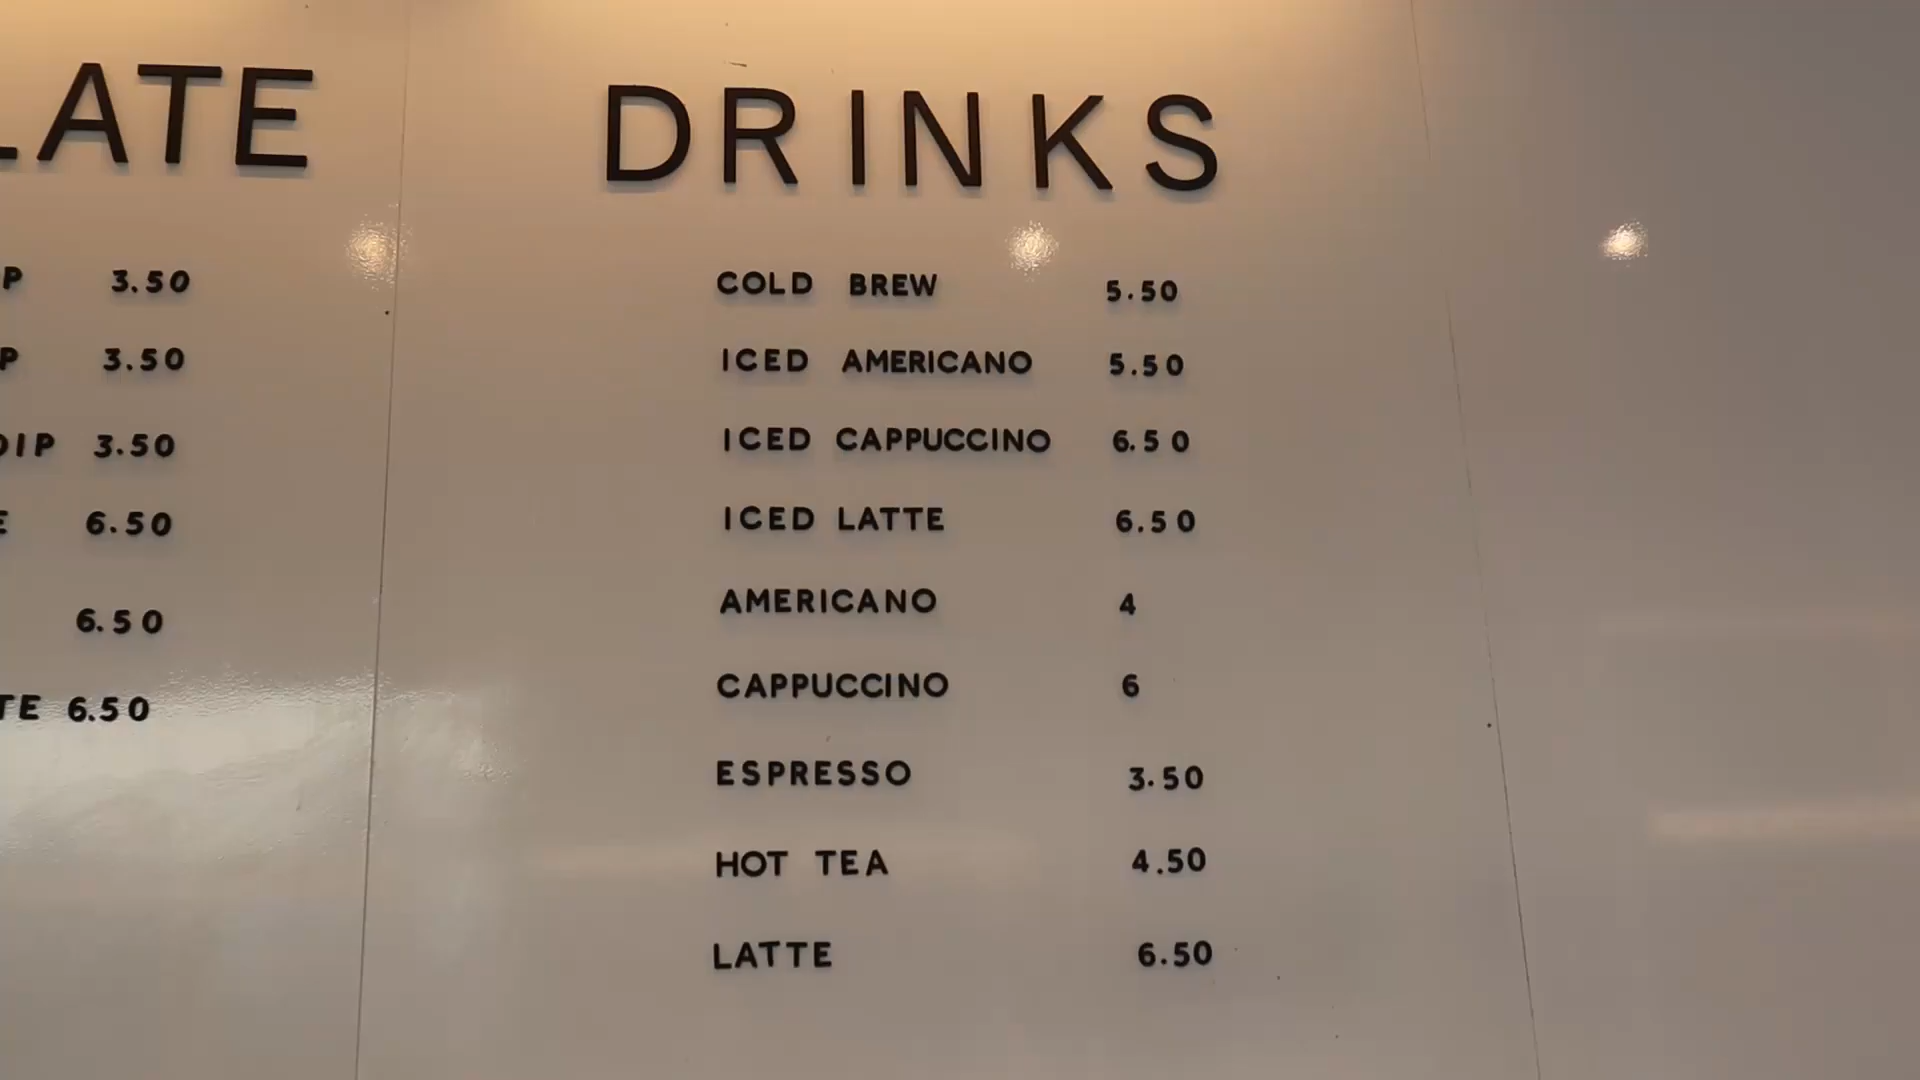 LATE
P 3.50
P 3.50
DIP 3.50
E 6.50
6.50
TE 6.50
DRINKS
COLD BREW 5.50
ICED AMERICANO 5.50
ICED CAPPUCCINO 6.50
ICED LATTE 6.50
AMERICANO 4
CAPPUCCINO 6
ESPRESSO 3.50
HOT TEA 4.50
LATTE 6.50